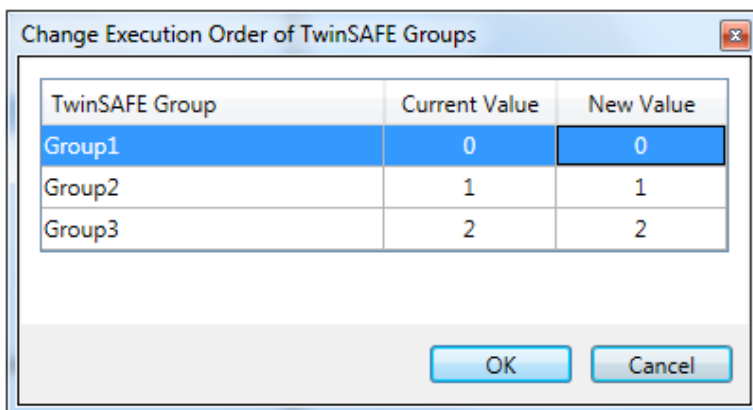 Change Execution Order of TwinSAFE Groups
TwinSAFE Group Current Value New Value
Group1 0 0
Group2 1 1
Group3 2 2
OK Cancel